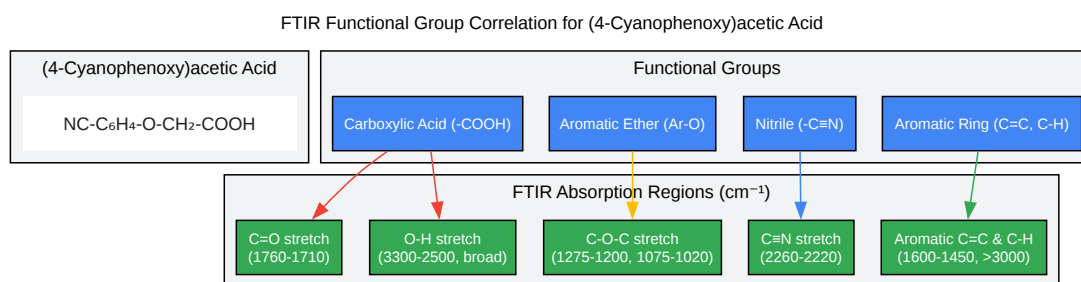 FTIR Functional Group Correlation for (4-Cyanophenoxy)acetic Acid
(4-Cyanophenoxy)acetic Acid
NC-C₆H₄-O-CH₂-COOH
Functional Groups
Carboxylic Acid (-COOH)
Aromatic Ether (Ar-O)
Nitrile (-C≡N)
Aromatic Ring (C=C, C-H)
FTIR Absorption Regions (cm⁻¹)
C=O stretch
(1760-1710)
O-H stretch
(3300-2500, broad)
C-O-C stretch
(1275-1200, 1075-1020)
C≡N stretch
(2260-2220)
Aromatic C=C & C-H
(1600-1450, >3000)